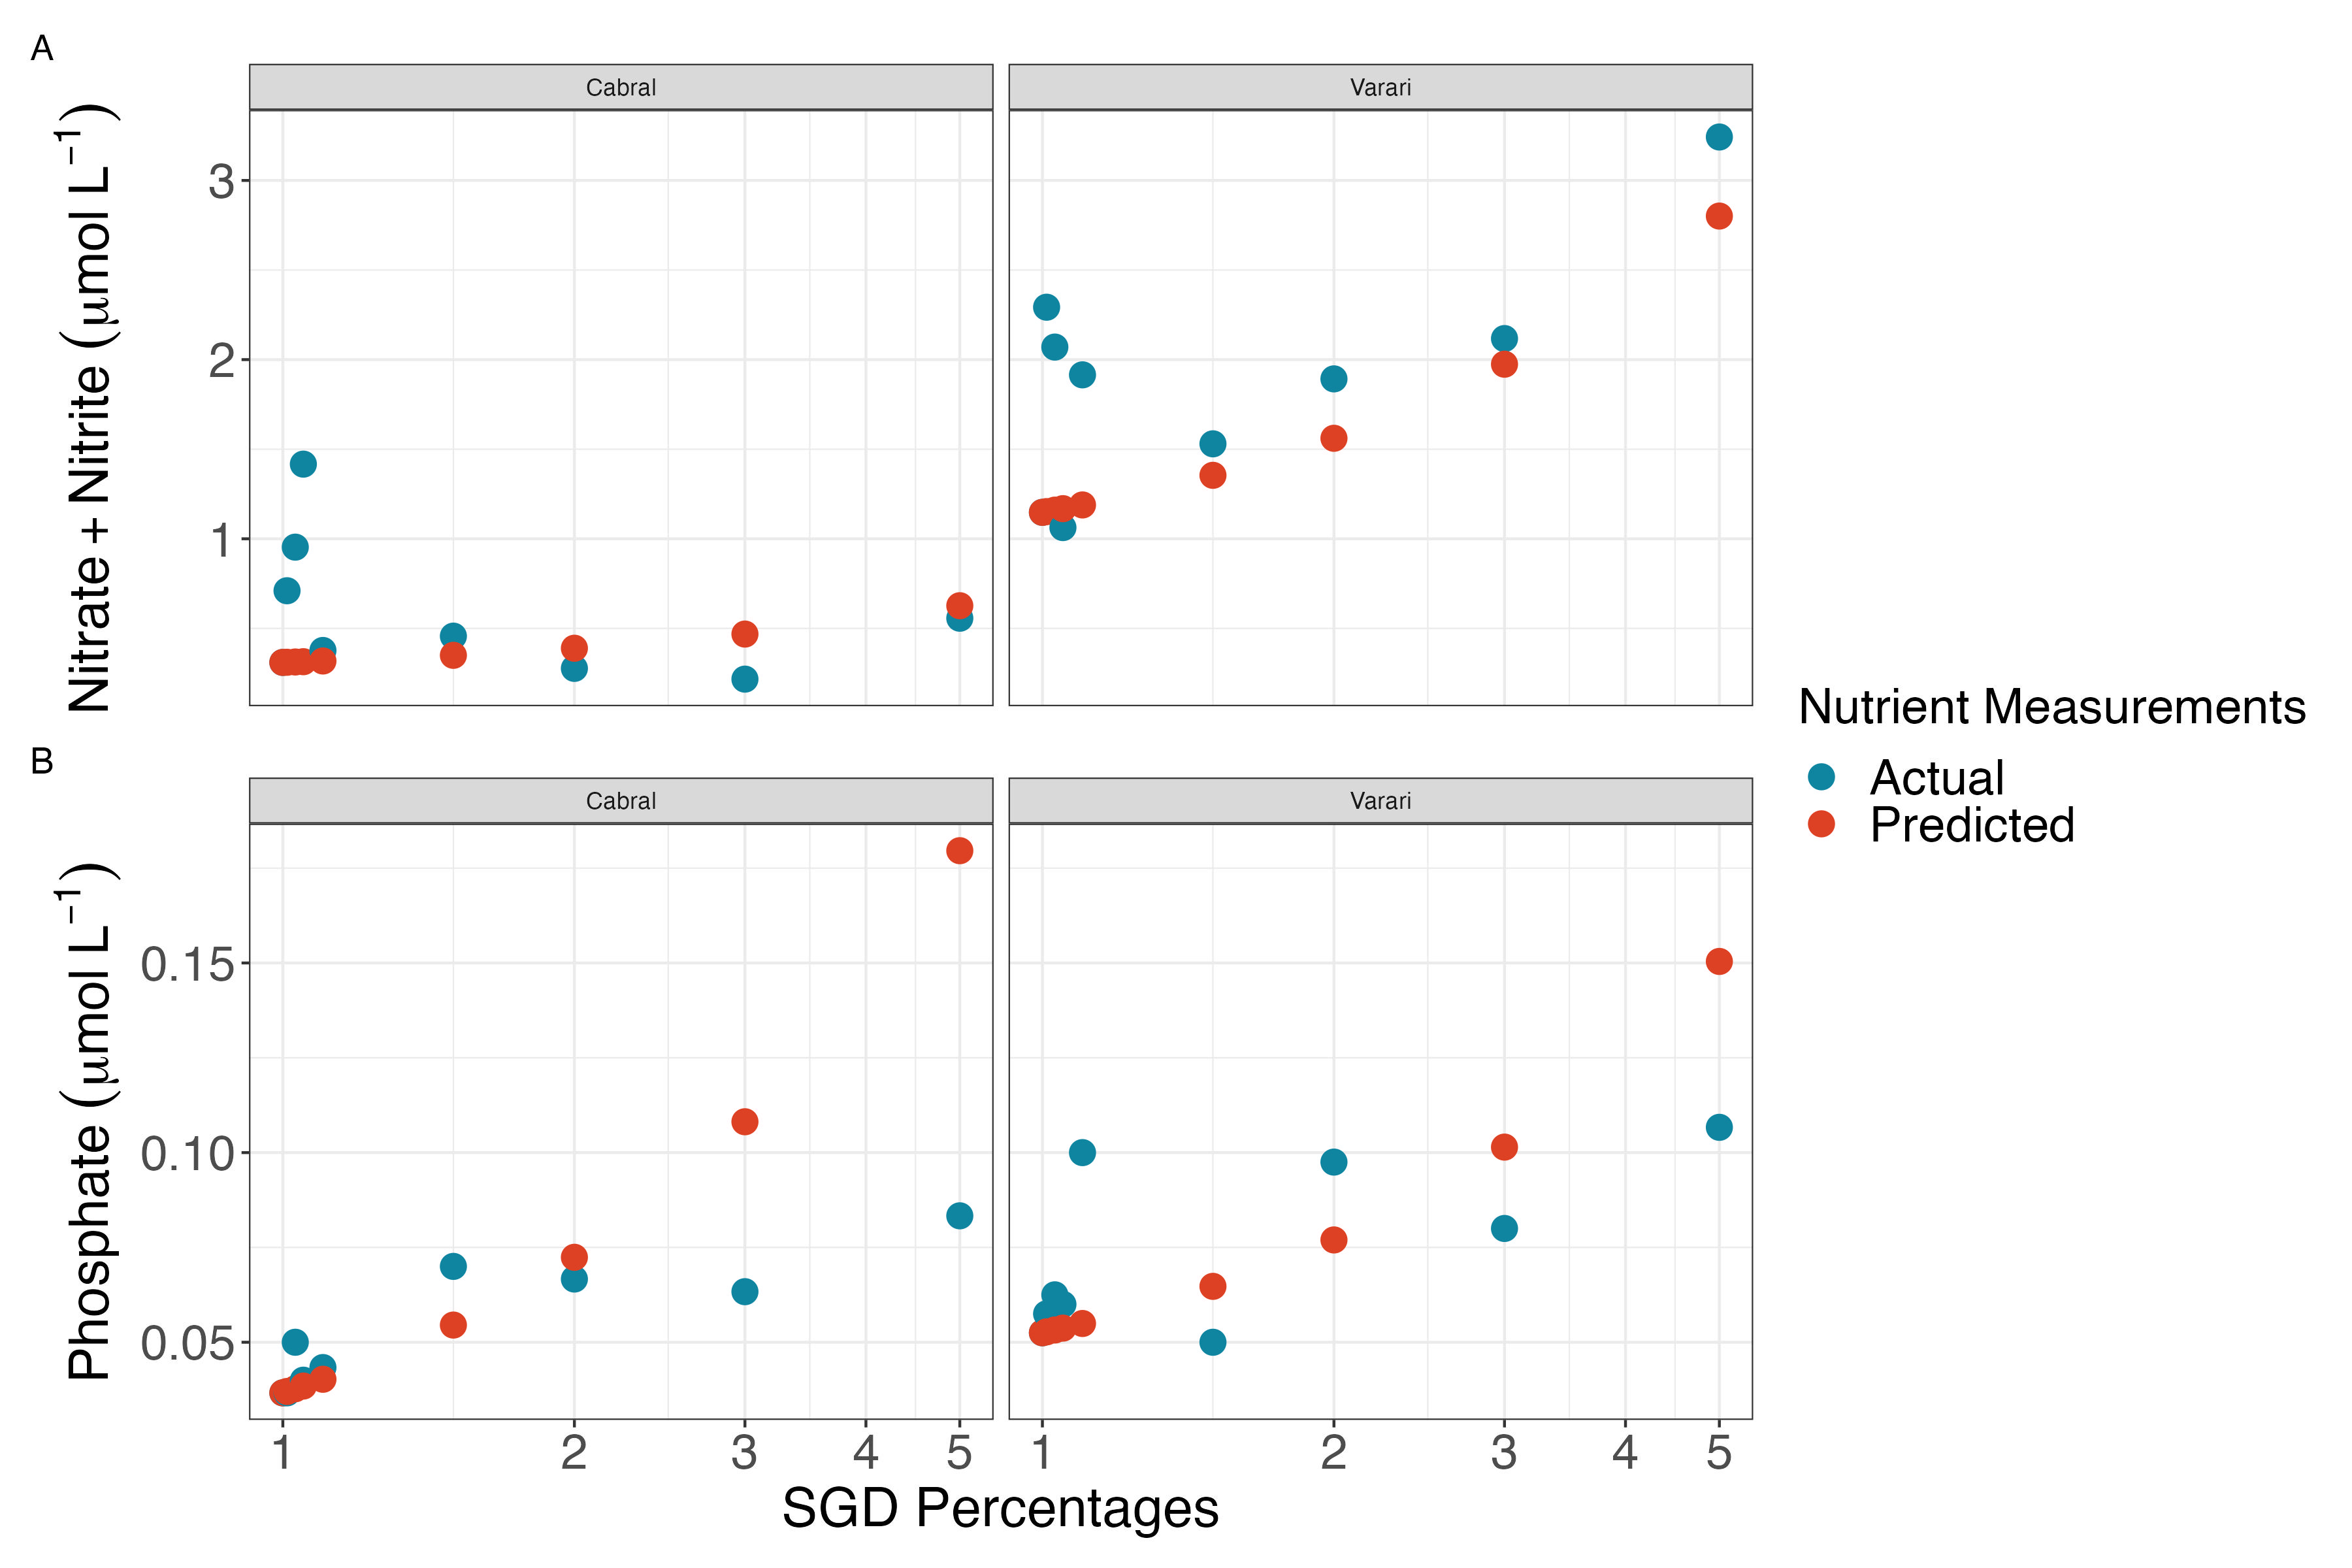 A
Cabral
Varari
Nitrate + Nitrite (μmol L⁻¹)
3
2
1
B
Cabral
Varari
Phosphate (μmol L⁻¹)
0.15
0.10
0.05
1 2 3 4 5
1 2 3 4 5
SGD Percentages
Nutrient Measurements
Actual
Predicted